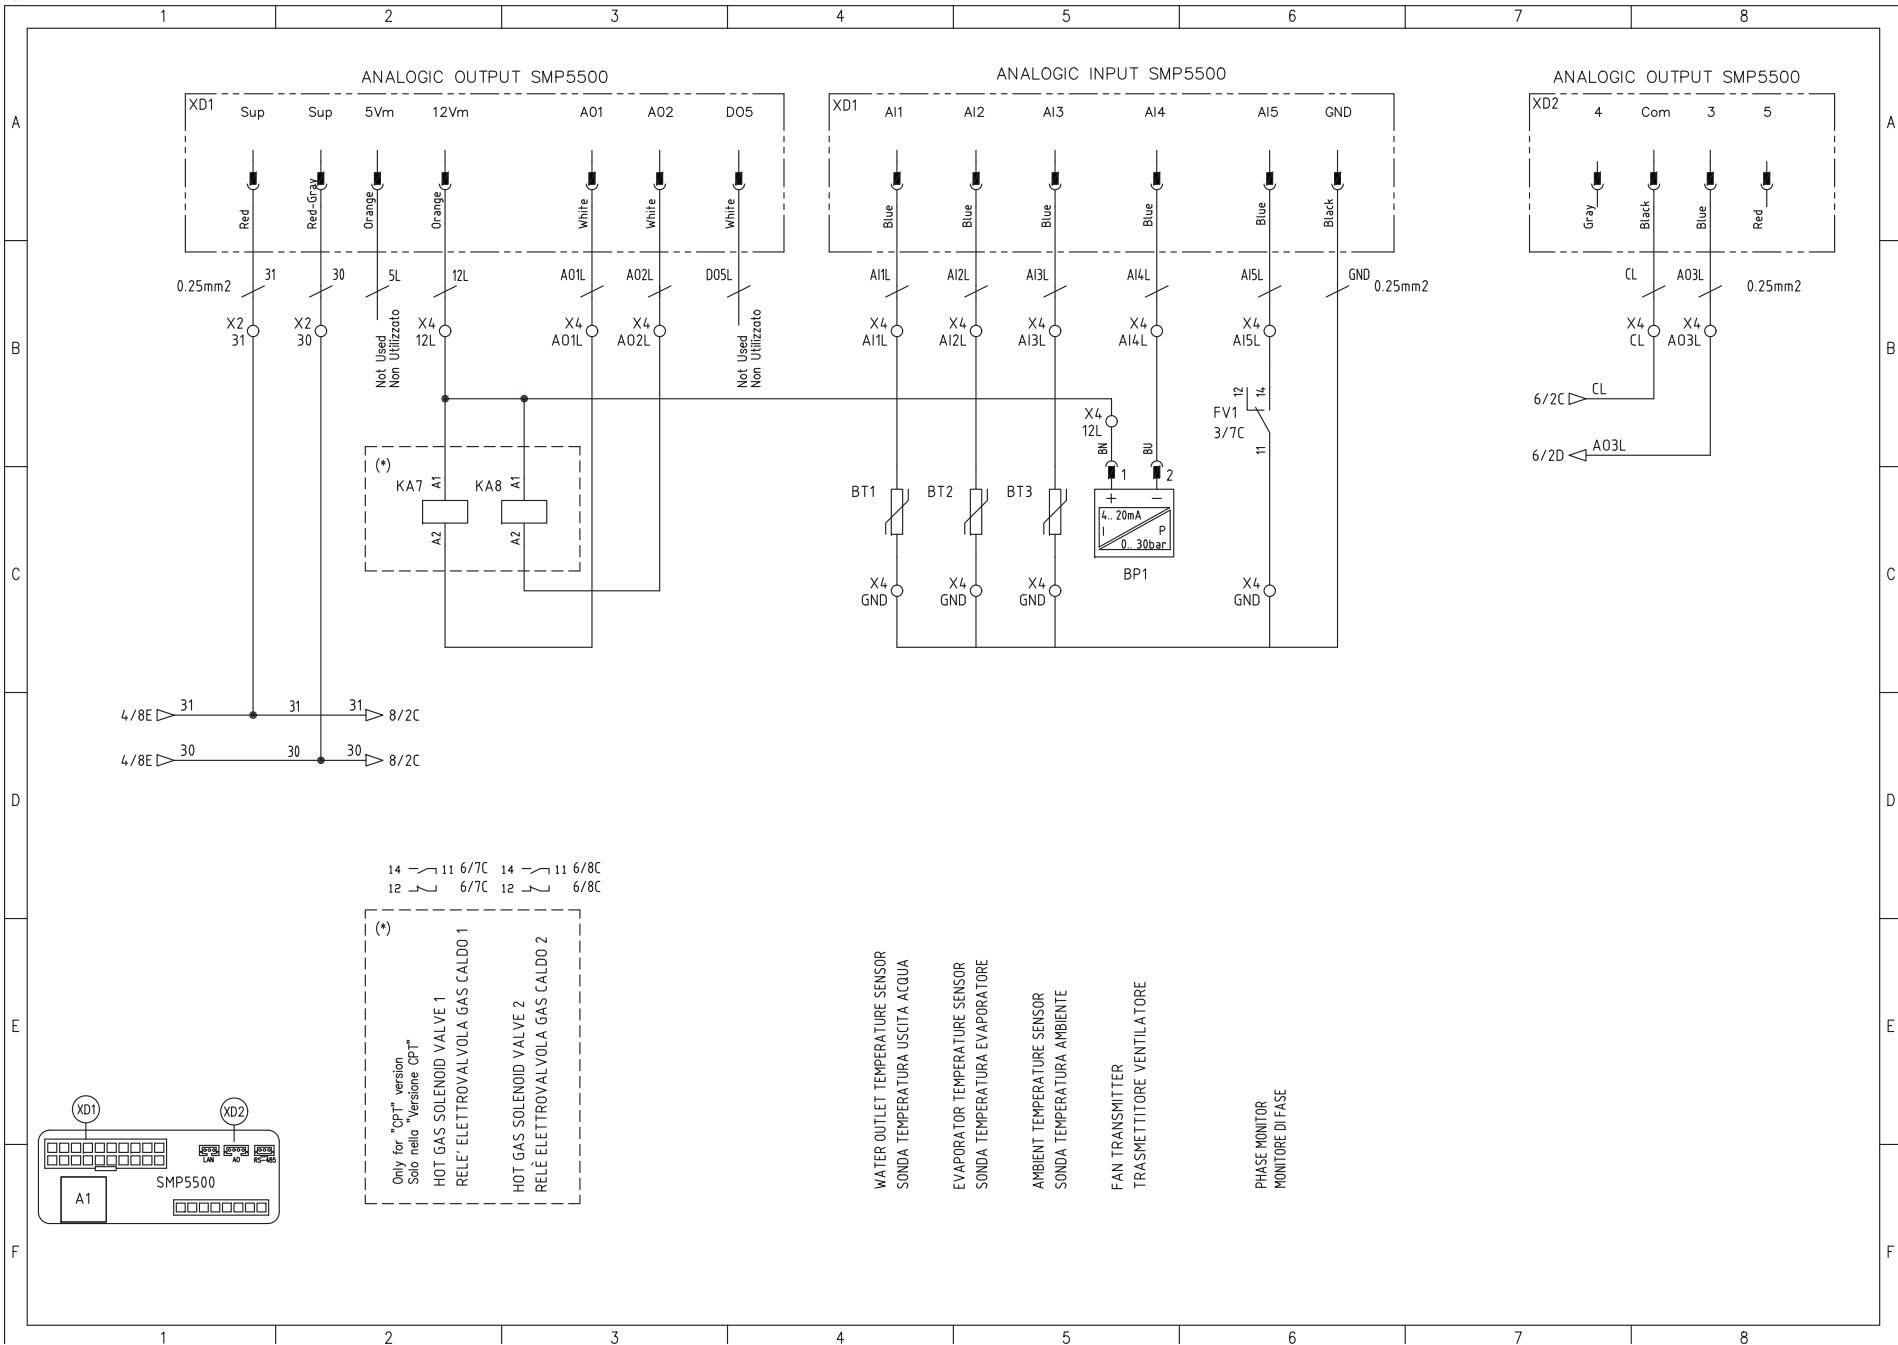 1 2 3 4 5 6 7 8
ANALOGIC OUTPUT SMP5500
ANALOGIC INPUT SMP5500
ANALOGIC OUTPUT SMP5500
A
XD1 Sup Sup 5Vm 12Vm AO1 AO2 DO5
XD1 AI1 AI2 AI3 AI4 AI5 GND
XD2 4 Com 3 5
A
Red Red-Gray Orange Orange White White White
Blue Blue Blue Blue Blue Black
Gray Black Blue Red
0.25mm2 31 30 5L 12L AO1L AO2L DO5L
AI1L AI2L AI3L AI4L AI5L GND 0.25mm2
CL AO3L 0.25mm2
B
X2 X2 X4 X4 X4
31 30 12L AO1L AO2L
Not Used
Non Utilizzato
Not Used
Non Utilizzato
X4 X4 X4 X4 X4
AI1L AI2L AI3L AI4L AI5L
X4 X4
CL AO3L
B
6/2C CL
6/2D AO3L
X4
12L
BN BU
1 2
12 14
FV1
3/7C
11
(*)
KA7 A1 KA8 A1
A2 A2
BT1 BT2 BT3
+ −
4.. 20mA
I P
0.. 30bar
BP1
C
X4 X4 X4 X4
GND GND GND GND
C
4/8E 31 31 31 8/2C
4/8E 30 30 30 8/2C
D D
14 11 6/7C 14 11 6/8C
12 6/7C 12 6/8C
(*)
Only for "CPT" version
Solo nella "Versione CPT"
HOT GAS SOLENOID VALVE 1
RELE' ELETTROVALVOLA GAS CALDO 1
HOT GAS SOLENOID VALVE 2
RELÈ ELETTROVALVOLA GAS CALDO 2
WATER OUTLET TEMPERATURE SENSOR
SONDA TEMPERATURA USCITA ACQUA
EVAPORATOR TEMPERATURE SENSOR
SONDA TEMPERATURA EVAPORATORE
AMBIENT TEMPERATURE SENSOR
SONDA TEMPERATURA AMBIENTE
FAN TRANSMITTER
TRASMETTITORE VENTILATORE
PHASE MONITOR
MONITORE DI FASE
E E
XD1 XD2
LAN AO RS-485
SMP5500
A1
F F
1 2 3 4 5 6 7 8